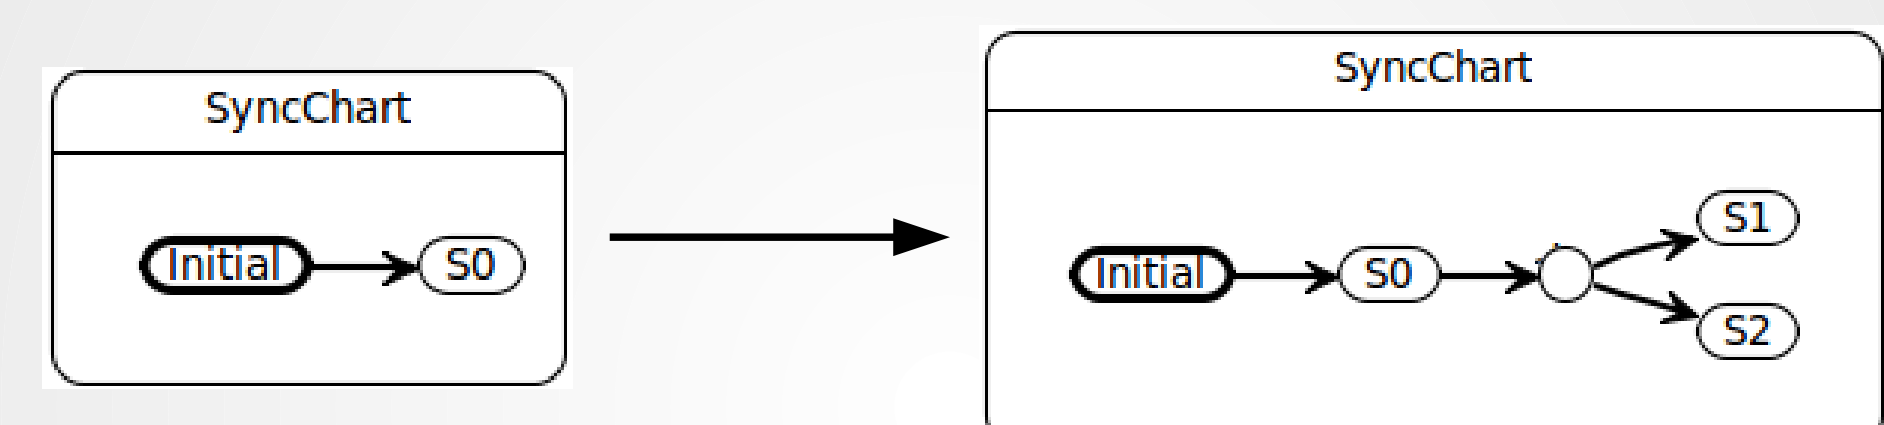 SyncChart
Initial
S0
SyncChart
Initial
S0
S1
S2